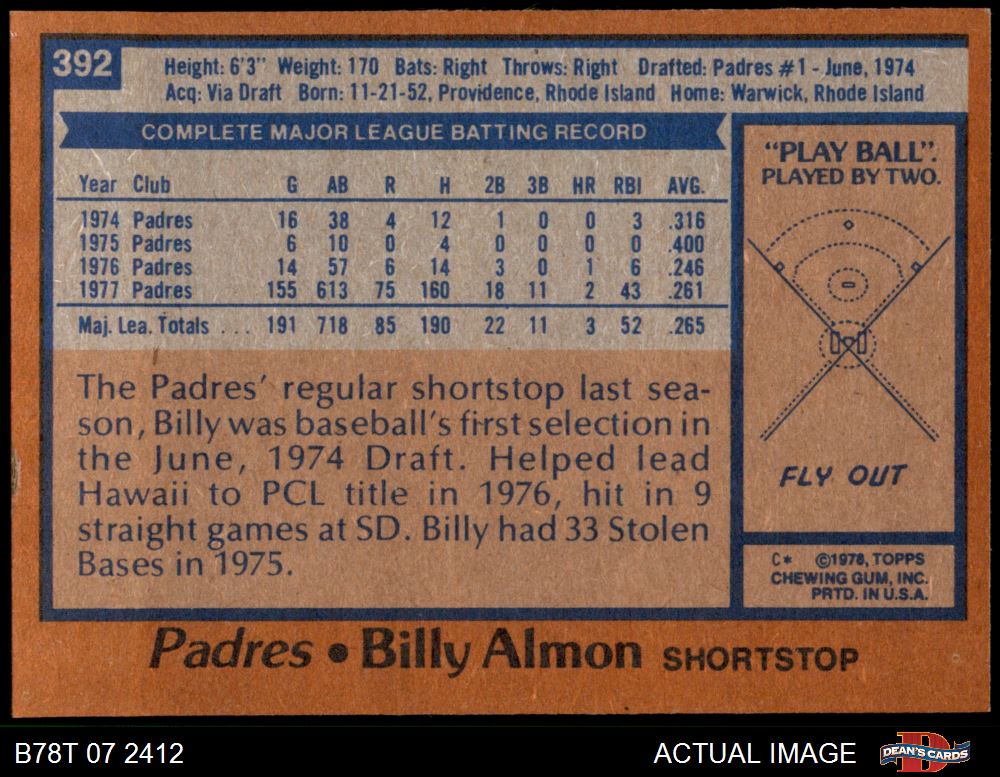 392
Height: 6'3" Weight: 170 Bats: Right Throws: Right Drafted: Padres #1 - June, 1974
Acq: Via Draft Born: 11-21-52, Providence, Rhode Island Home: Warwick, Rhode Island
COMPLETE MAJOR LEAGUE BATTING RECORD
Year Club G AB R H 2B 3B HR RBI AVG.
1974 Padres 16 38 4 12 1 0 0 3 .316
1975 Padres 6 10 0 4 0 0 0 0 .400
1976 Padres 14 57 6 14 3 0 1 6 .246
1977 Padres 155 613 75 160 18 11 2 43 .261
Maj. Lea. Totals ... 191 718 85 190 22 11 3 52 .265
The Padres' regular shortstop last sea-
son, Billy was baseball's first selection in
the June, 1974 Draft. Helped lead
Hawaii to PCL title in 1976, hit in 9
straight games at SD. Billy had 33 Stolen
Bases in 1975.
"PLAY BALL".
PLAYED BY TWO.
FLY OUT
C* ©1978, TOPPS
CHEWING GUM, INC.
PRTD. IN U.S.A.
Padres • Billy Almon SHORTSTOP
B78T 07 2412
ACTUAL IMAGE
D
DEAN'S CARDS